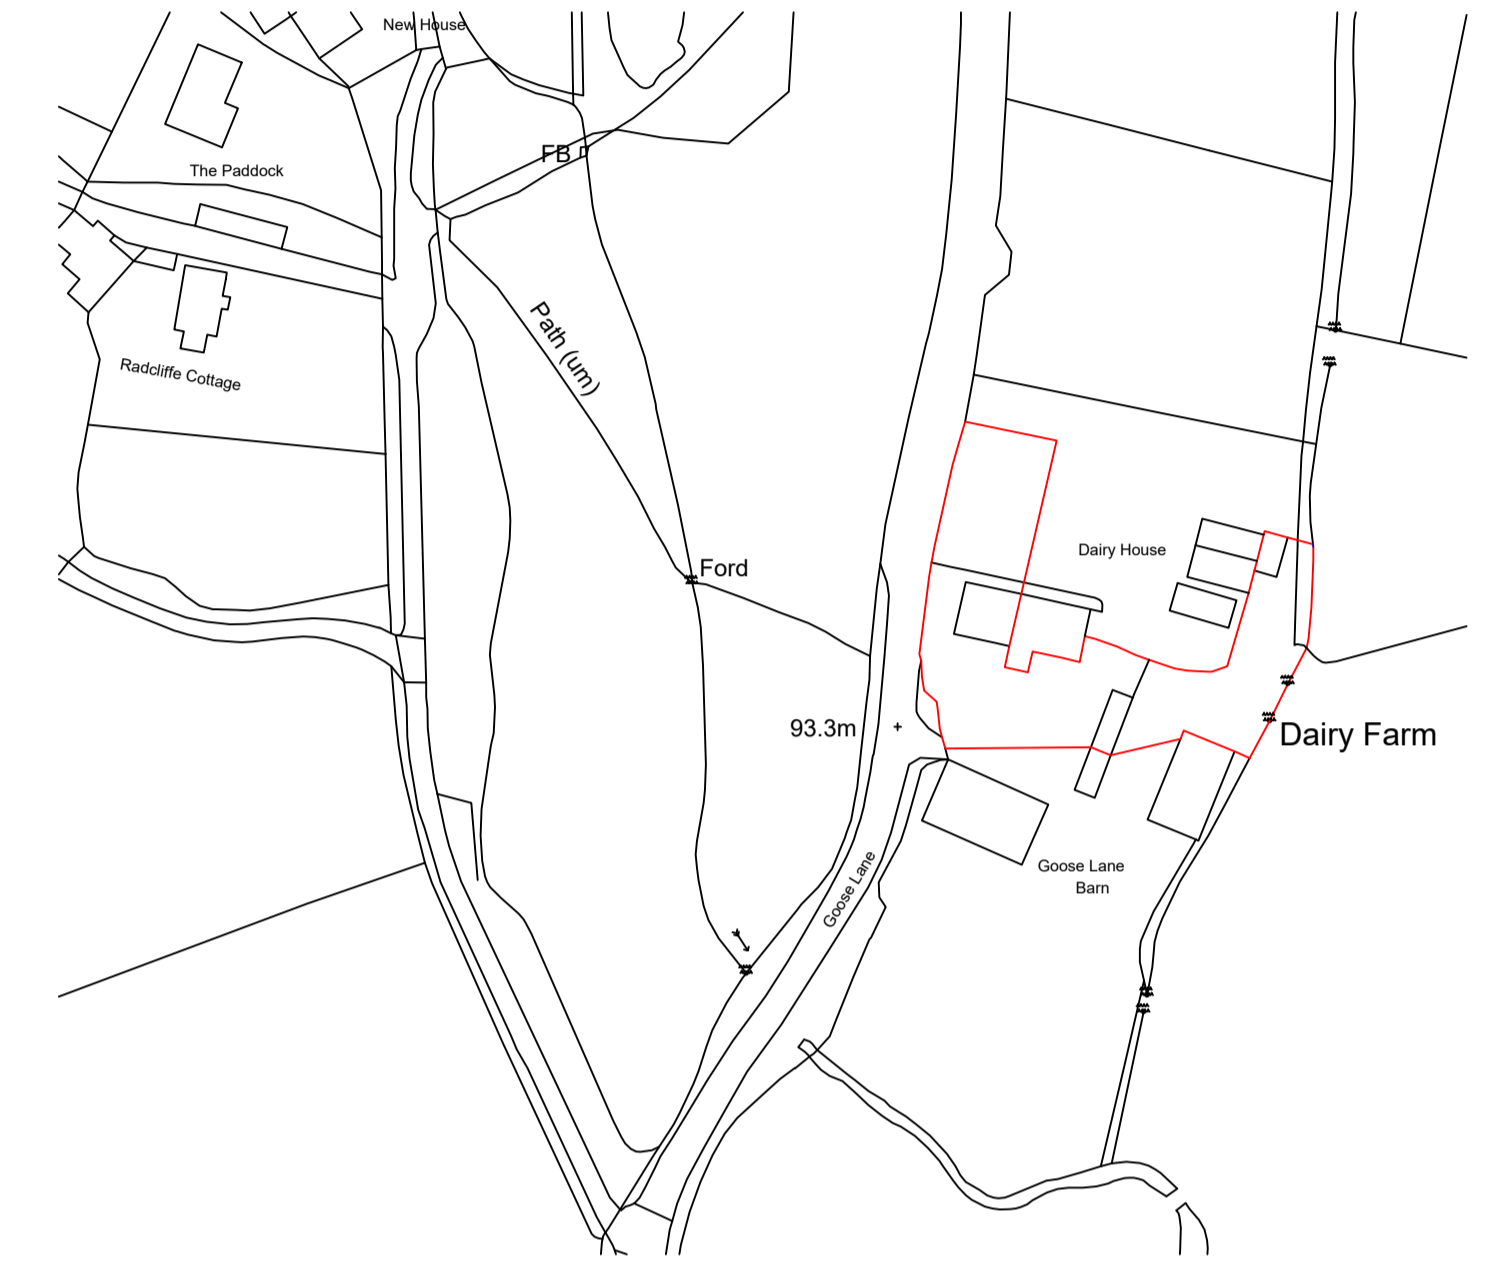 New House
FB
The Paddock
Path (um)
Radcliffe Cottage
Ford
Dairy House
93.3m
Dairy Farm
Goose Lane
Goose Lane
Barn